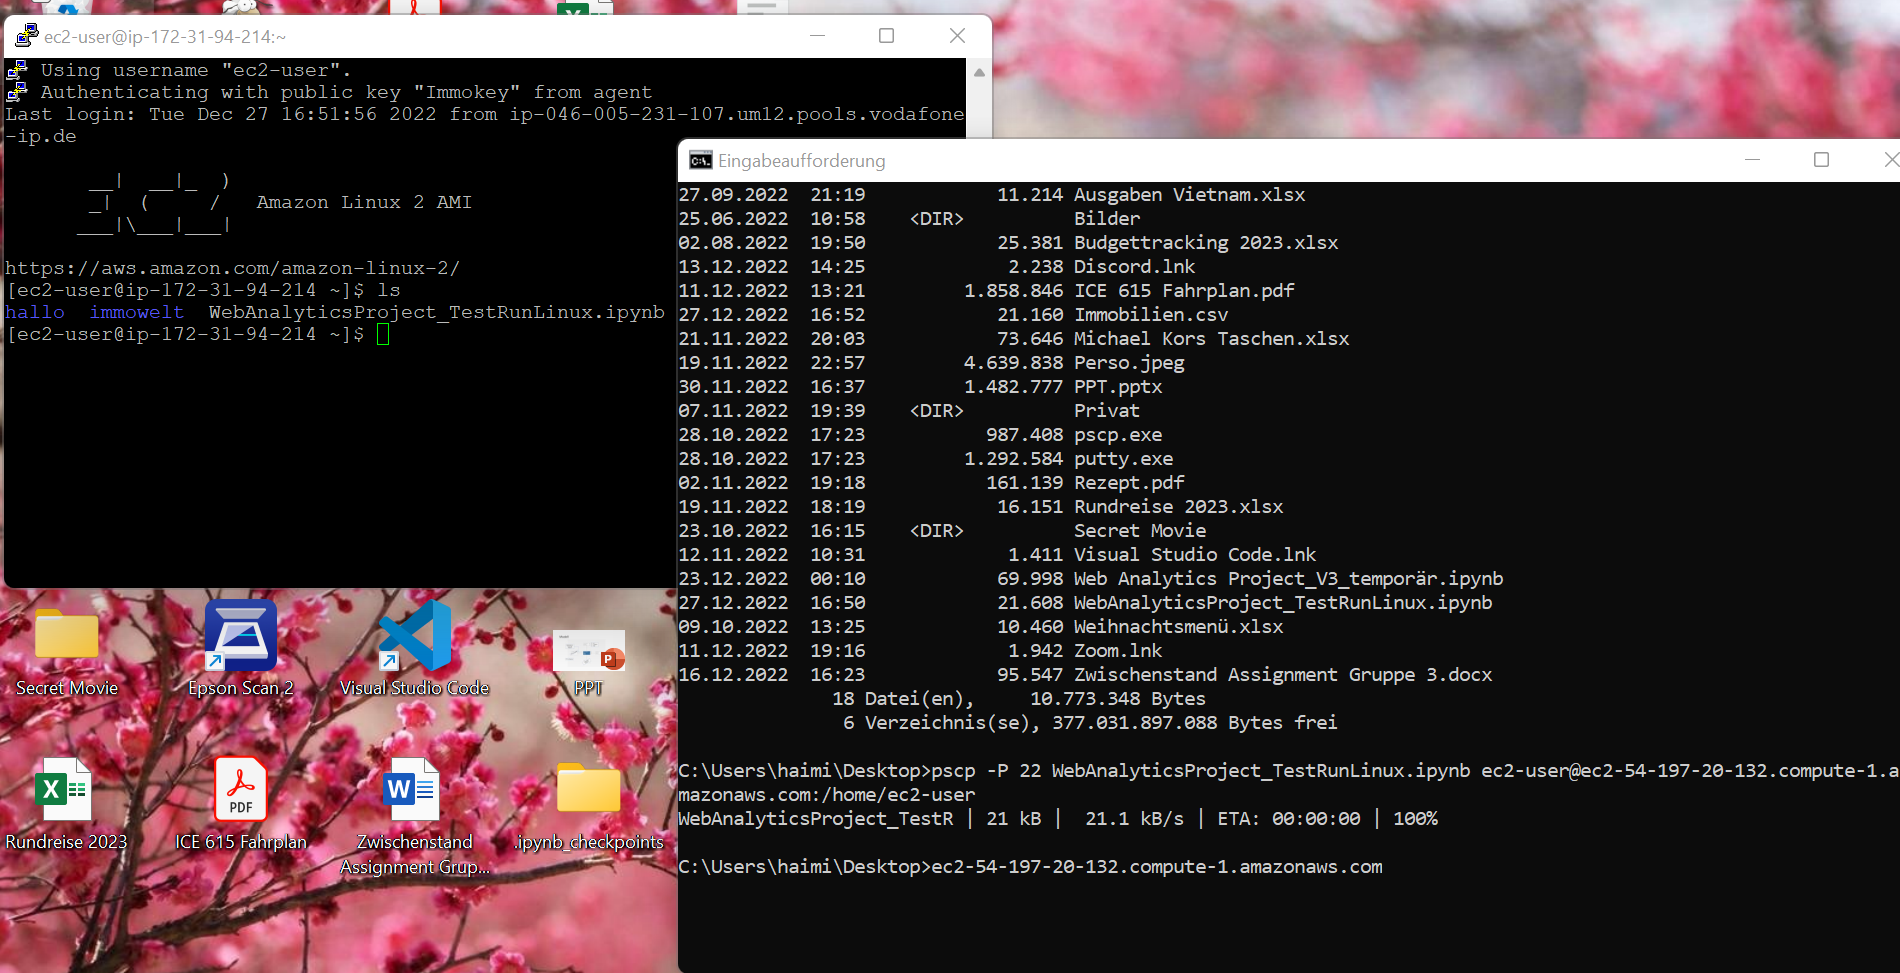 ec2-user@ip-172-31-94-214:~
Using username "ec2-user".
Authenticating with public key "Immokey" from agent
Last login: Tue Dec 27 16:51:56 2022 from ip-046-005-231-107.um12.pools.vodafone
-ip.de
__|  __|_  )
_|  (     /   Amazon Linux 2 AMI
___|\___|___|
https://aws.amazon.com/amazon-linux-2/
[ec2-user@ip-172-31-94-214 ~]$ ls
hallo  immowelt  WebAnalyticsProject_TestRunLinux.ipynb
[ec2-user@ip-172-31-94-214 ~]$
Eingabeaufforderung
27.09.2022  21:19            11.214 Ausgaben Vietnam.xlsx
25.06.2022  10:58    <DIR>          Bilder
02.08.2022  19:50            25.381 Budgettracking 2023.xlsx
13.12.2022  14:25             2.238 Discord.lnk
11.12.2022  13:21         1.858.846 ICE 615 Fahrplan.pdf
27.12.2022  16:52            21.160 Immobilien.csv
21.11.2022  20:03            73.646 Michael Kors Taschen.xlsx
19.11.2022  22:57         4.639.838 Perso.jpeg
30.11.2022  16:37         1.482.777 PPT.pptx
07.11.2022  19:39    <DIR>          Privat
28.10.2022  17:23           987.408 pscp.exe
28.10.2022  17:23         1.292.584 putty.exe
02.11.2022  19:18           161.139 Rezept.pdf
19.11.2022  18:19            16.151 Rundreise 2023.xlsx
23.10.2022  16:15    <DIR>          Secret Movie
12.11.2022  10:31             1.411 Visual Studio Code.lnk
23.12.2022  00:10            69.998 Web Analytics Project_V3_temporär.ipynb
27.12.2022  16:50            21.608 WebAnalyticsProject_TestRunLinux.ipynb
09.10.2022  13:25            10.460 Weihnachtsmenü.xlsx
11.12.2022  19:16             1.942 Zoom.lnk
16.12.2022  16:23            95.547 Zwischenstand Assignment Gruppe 3.docx
18 Datei(en),     10.773.348 Bytes
6 Verzeichnis(se), 377.031.897.088 Bytes frei
C:\Users\haimi\Desktop>pscp -P 22 WebAnalyticsProject_TestRunLinux.ipynb ec2-user@ec2-54-197-20-132.compute-1.a
mazonaws.com:/home/ec2-user
WebAnalyticsProject_TestR | 21 kB |  21.1 kB/s | ETA: 00:00:00 | 100%
C:\Users\haimi\Desktop>ec2-54-197-20-132.compute-1.amazonaws.com
Secret Movie
Epson Scan 2
Visual Studio Code
PPT
Rundreise 2023
PDF
ICE 615 Fahrplan
Zwischenstand
Assignment Grup...
.ipynb_checkpoints